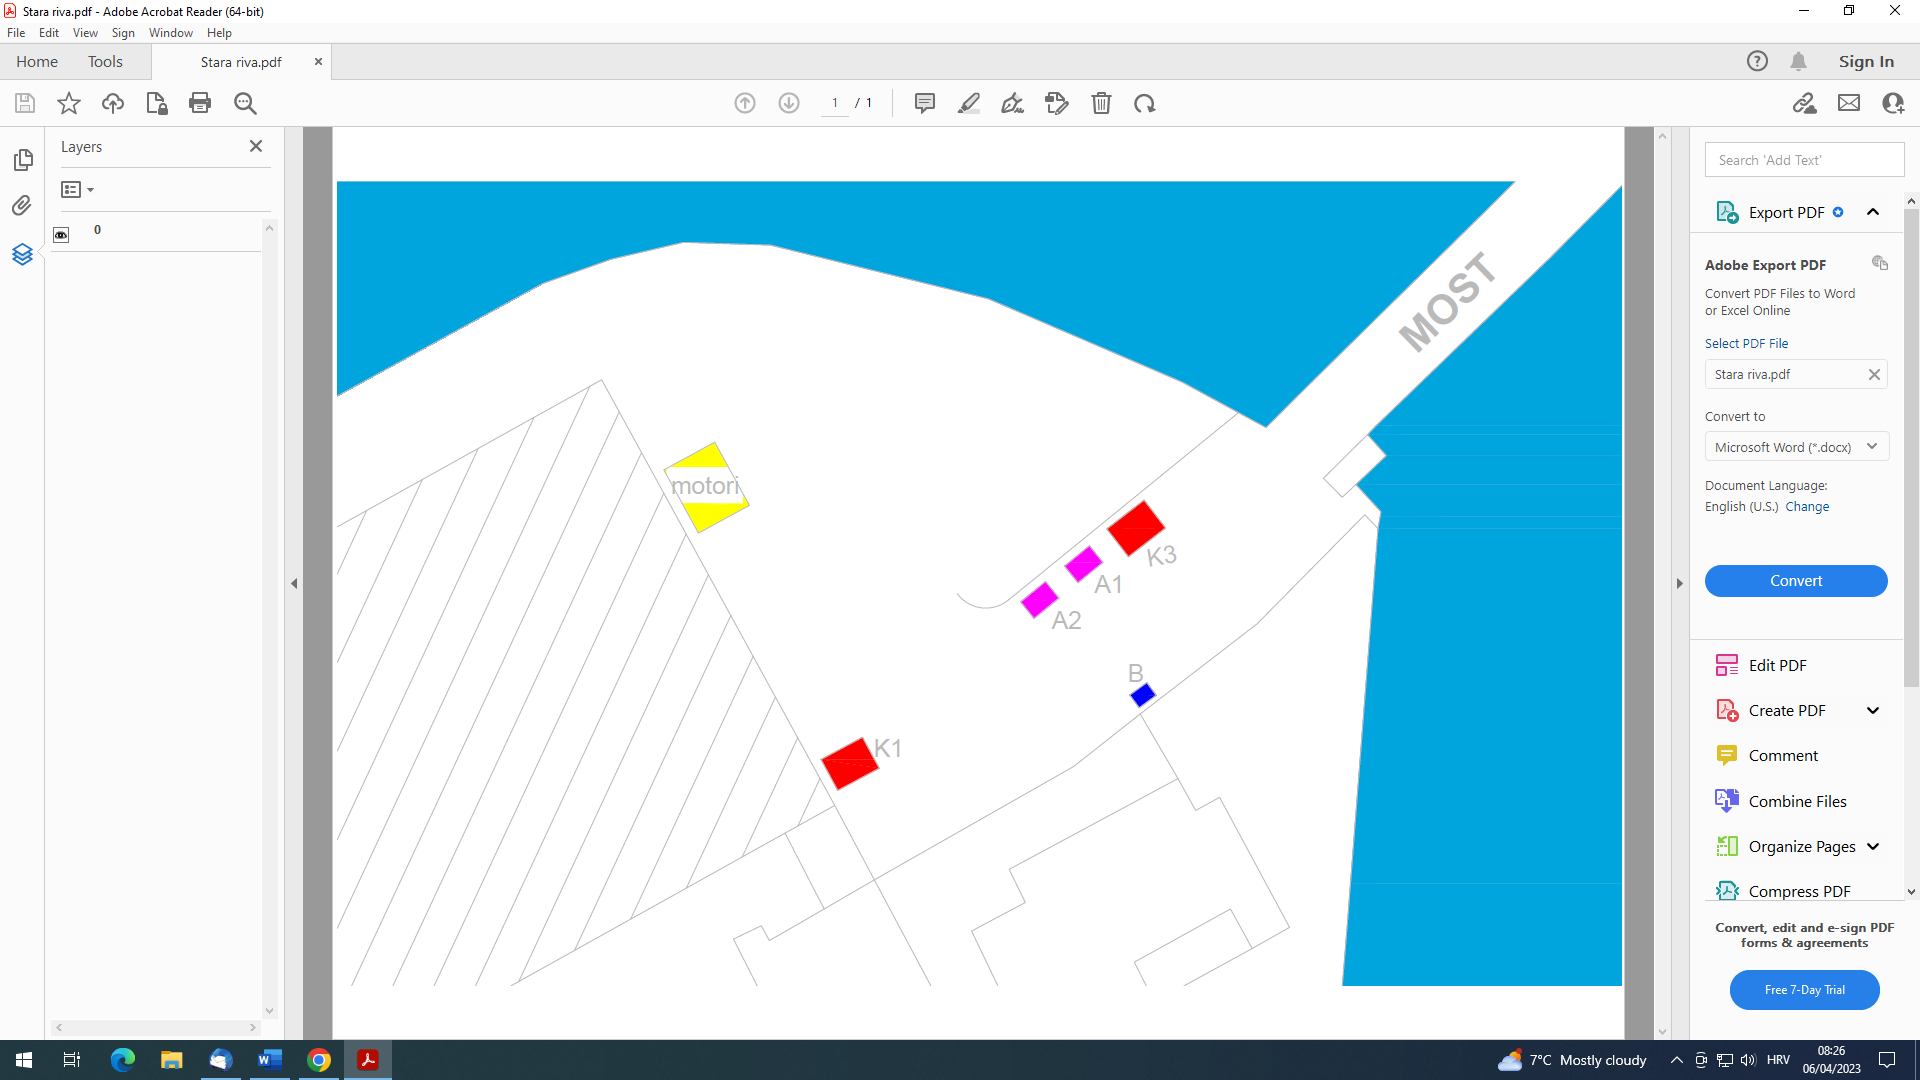 Stara riva.pdf - Adobe Acrobat Reader (64-bit)
File Edit View Sign Window Help
Home Tools Stara riva.pdf Sign In
1 / 1
Layers
0
MOST
motori
K3
A1
A2
B
K1
Search 'Add Text'
Export PDF
Adobe Export PDF
Convert PDF Files to Word
or Excel Online
Select PDF File
Stara riva.pdf
Convert to
Microsoft Word (*.docx)
Document Language:
English (U.S.) Change
Convert
Edit PDF
Create PDF
Comment
Combine Files
Organize Pages
Compress PDF
Convert, edit and e-sign PDF
forms & agreements
Free 7-Day Trial
7°C Mostly cloudy
HRV
08:26
06/04/2023